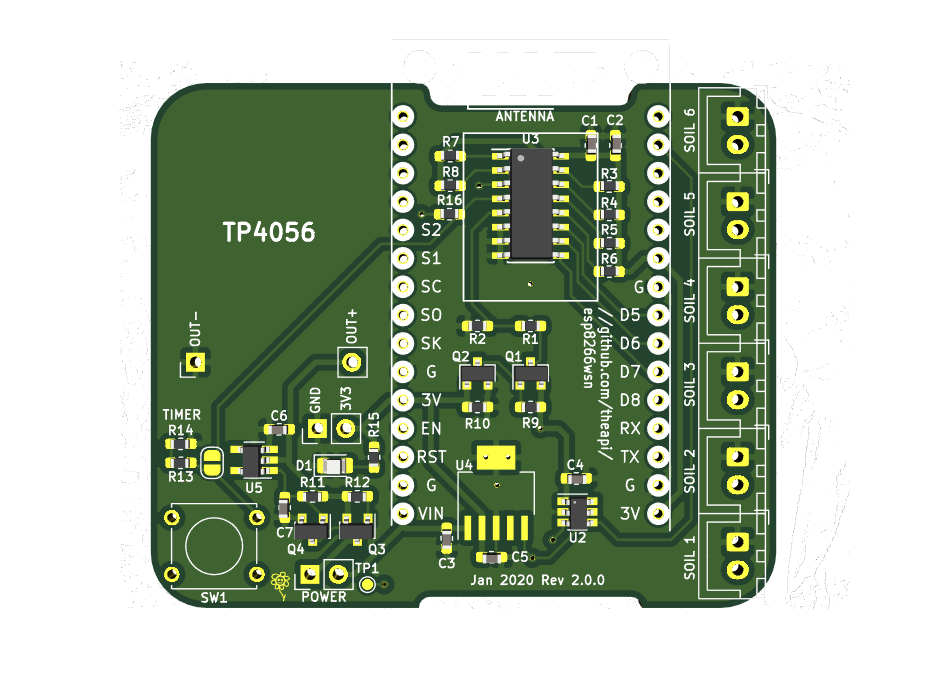 ANTENNA
C1 C2
U3
R7
R8
R16
R3
R4
R5
R6
TP4056
S2
S1
SC
SO
SK
G
3V
EN
RST
G
VIN
G
D5
D6
D7
D8
RX
TX
G
3V
SOIL 6
SOIL 5
SOIL 4
SOIL 3
SOIL 2
SOIL 1
//github.com/theapi/
esp8266wsn
OUT-
OUT+
R2
R1
Q2
Q1
R10
R9
GND
3V3
R15
TIMER
R14
R13
C6
U5
D1
R11
R12
C7
Q4
Q3
U4
C4
U2
C3
C5
TP1
SW1
POWER
Jan 2020 Rev 2.0.0